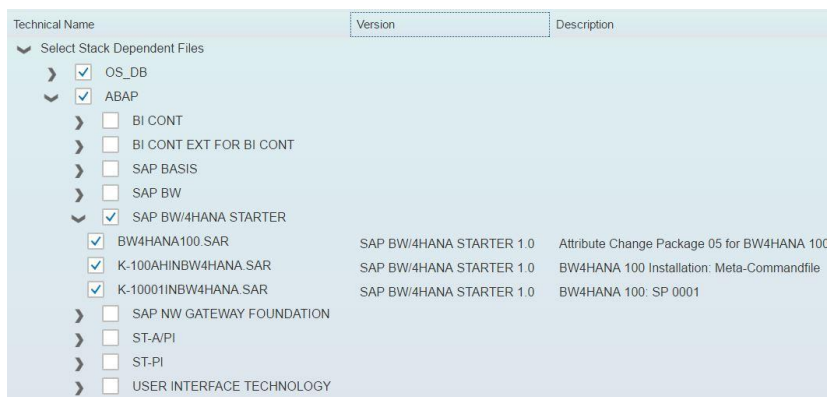 Technical Name Version Description
Select Stack Dependent Files
OS_DB
ABAP
BI CONT
BI CONT EXT FOR BI CONT
SAP BASIS
SAP BW
SAP BW/4HANA STARTER
BW4HANA100.SAR SAP BW/4HANA STARTER 1.0 Attribute Change Package 05 for BW4HANA 100
K-100AHINBW4HANA.SAR SAP BW/4HANA STARTER 1.0 BW4HANA 100 Installation: Meta-Commandfile
K-10001INBW4HANA.SAR SAP BW/4HANA STARTER 1.0 BW4HANA 100: SP 0001
SAP NW GATEWAY FOUNDATION
ST-A/PI
ST-PI
USER INTERFACE TECHNOLOGY